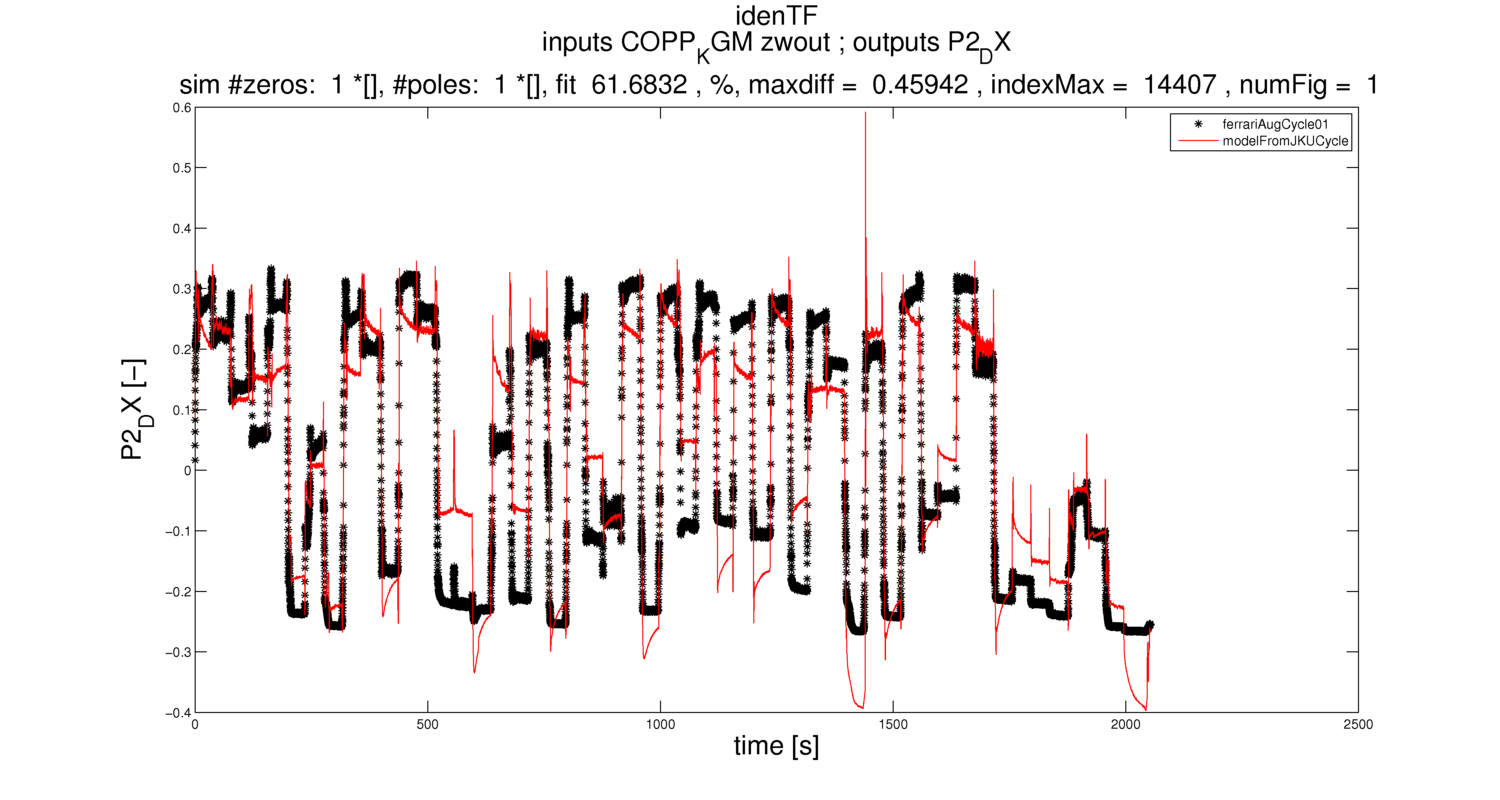 idenTF
inputs COPP_KGM zwout ; outputs P2_DX
sim #zeros: 1 *[], #poles: 1 *[], fit 61.6832 , %, maxdiff = 0.45942 , indexMax = 14407 , numFig = 1
0.6
0.5
0.4
0.3
0.2
0.1
0
−0.1
−0.2
−0.3
−0.4
P2_DX [−]
ferrariAugCycle01
modelFromJKUCycle
0 500 1000 1500 2000 2500
time [s]